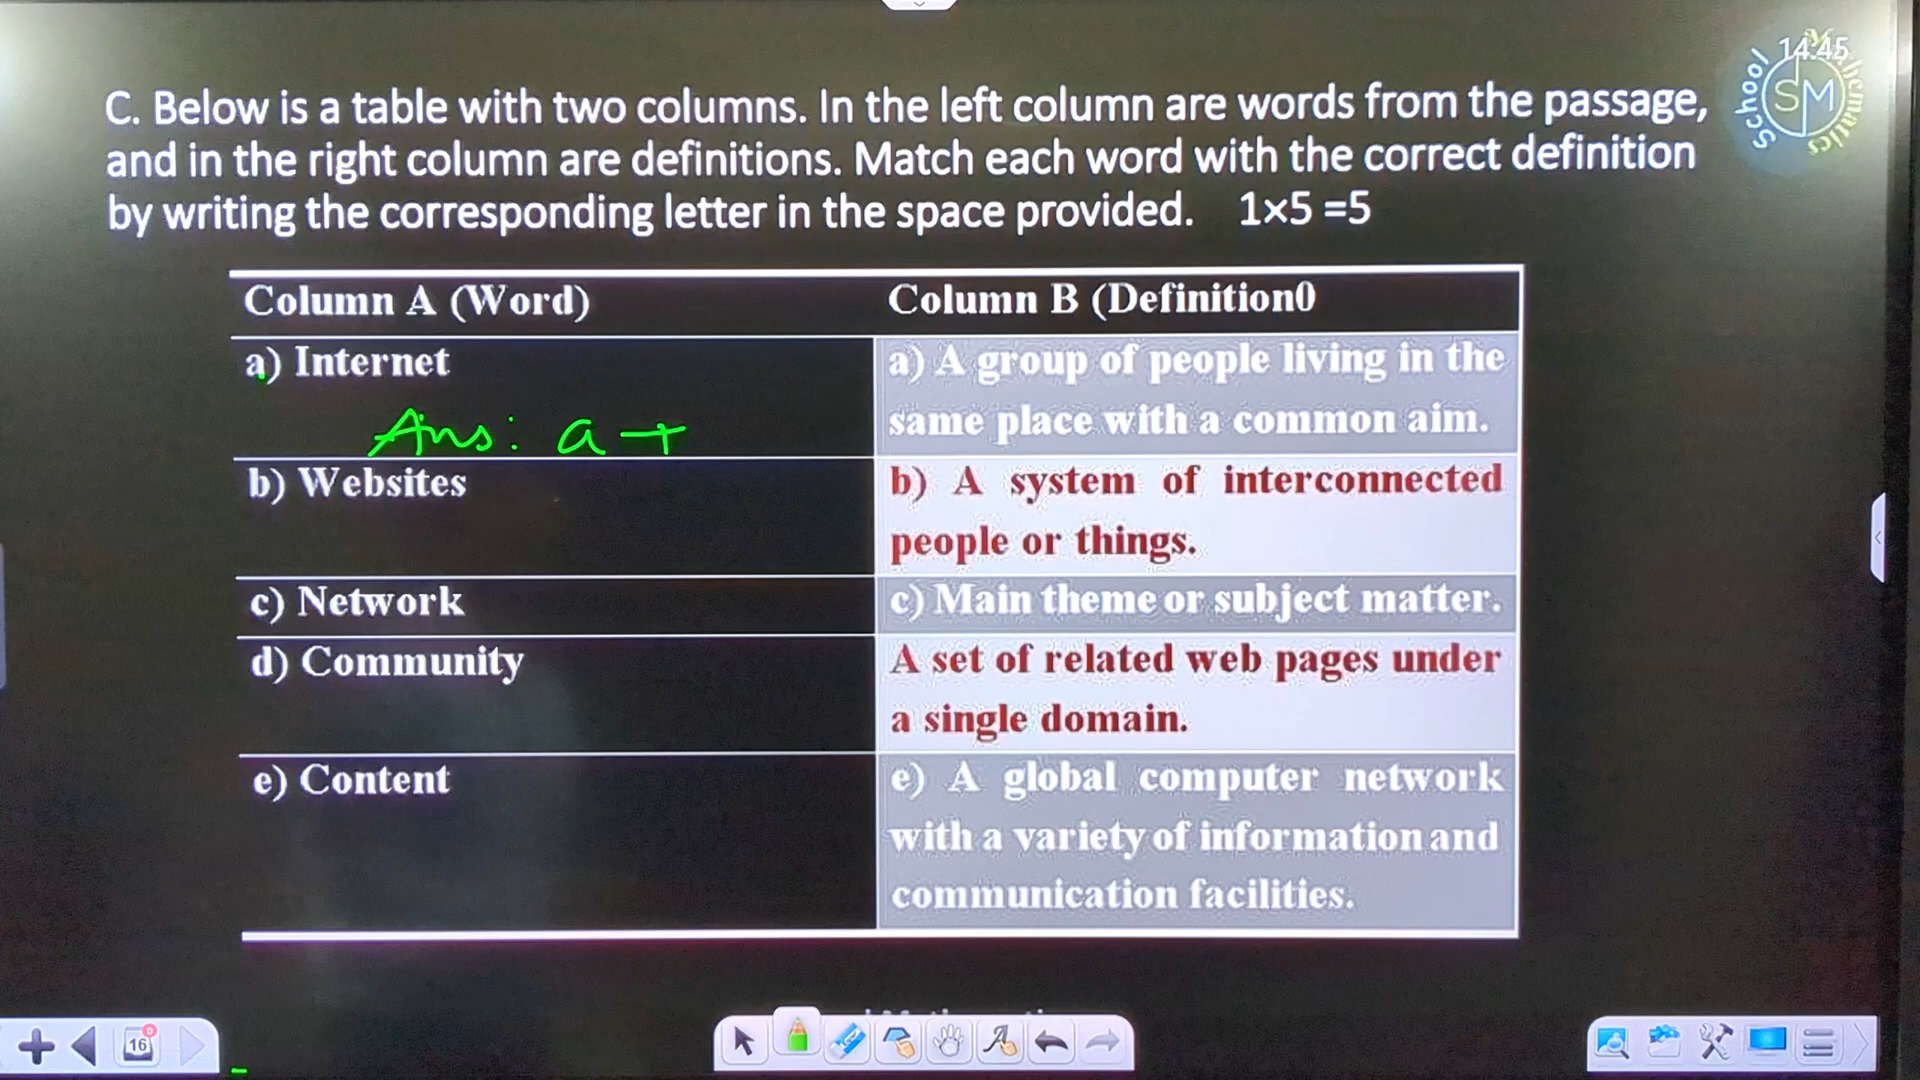 14:45
School Mathematics
SM
C. Below is a table with two columns. In the left column are words from the passage,
and in the right column are definitions. Match each word with the correct definition
by writing the corresponding letter in the space provided. 1×5 =5
Column A (Word) Column B (Definition0
a) Internet
Ans: a →
a) A group of people living in the
same place with a common aim.
b) Websites
b) A system of interconnected
people or things.
c) Network
c) Main theme or subject matter.
d) Community
A set of related web pages under
a single domain.
e) Content
e) A global computer network
with a variety of information and
communication facilities.
16